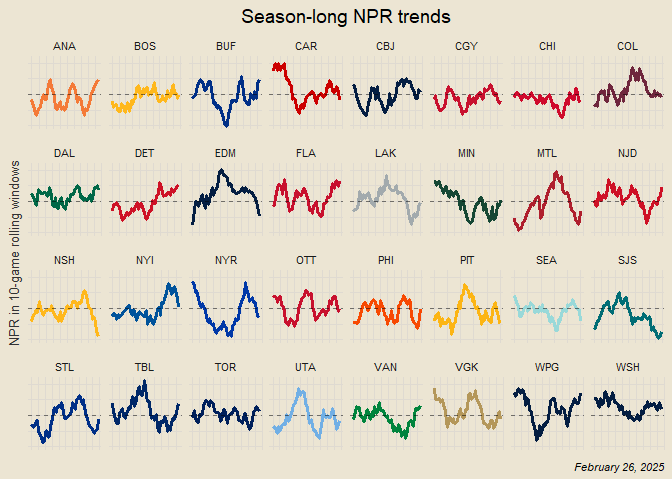 Season-long NPR trends
ANA BOS BUF CAR CBJ CGY CHI COL
DAL DET EDM FLA LAK MIN MTL NJD
NSH NYI NYR OTT PHI PIT SEA SJS
STL TBL TOR UTA VAN VGK WPG WSH
NPR in 10-game rolling windows
February 26, 2025